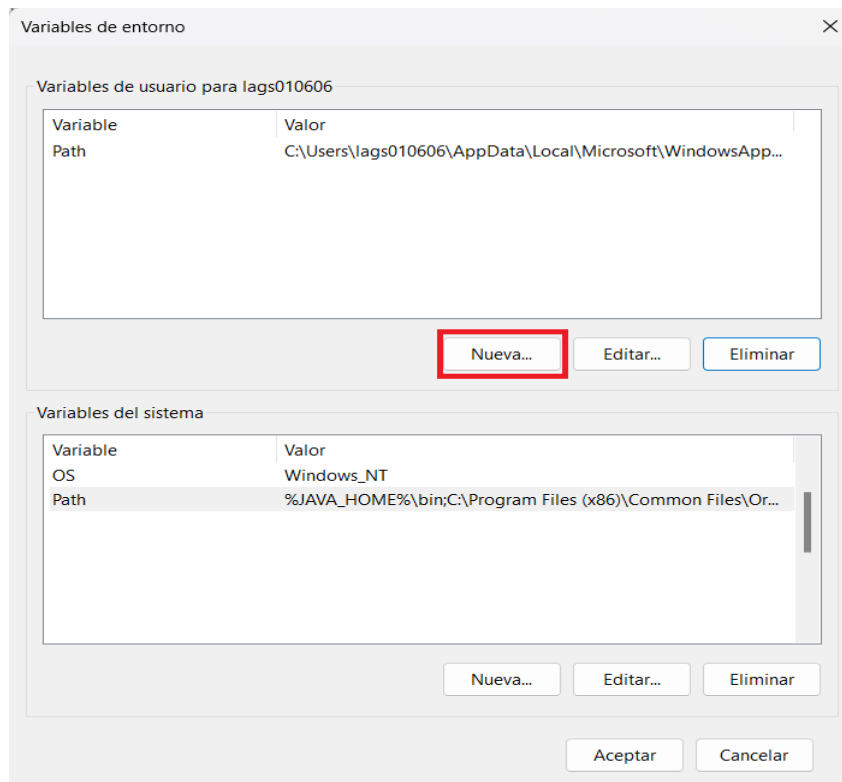 Variables de entorno
Variables de usuario para lags010606
Variable Valor
Path C:\Users\lags010606\AppData\Local\Microsoft\WindowsApp...
Nueva... Editar... Eliminar
Variables del sistema
Variable Valor
OS Windows_NT
Path %JAVA_HOME%\bin;C:\Program Files (x86)\Common Files\Or...
Nueva... Editar... Eliminar
Aceptar Cancelar